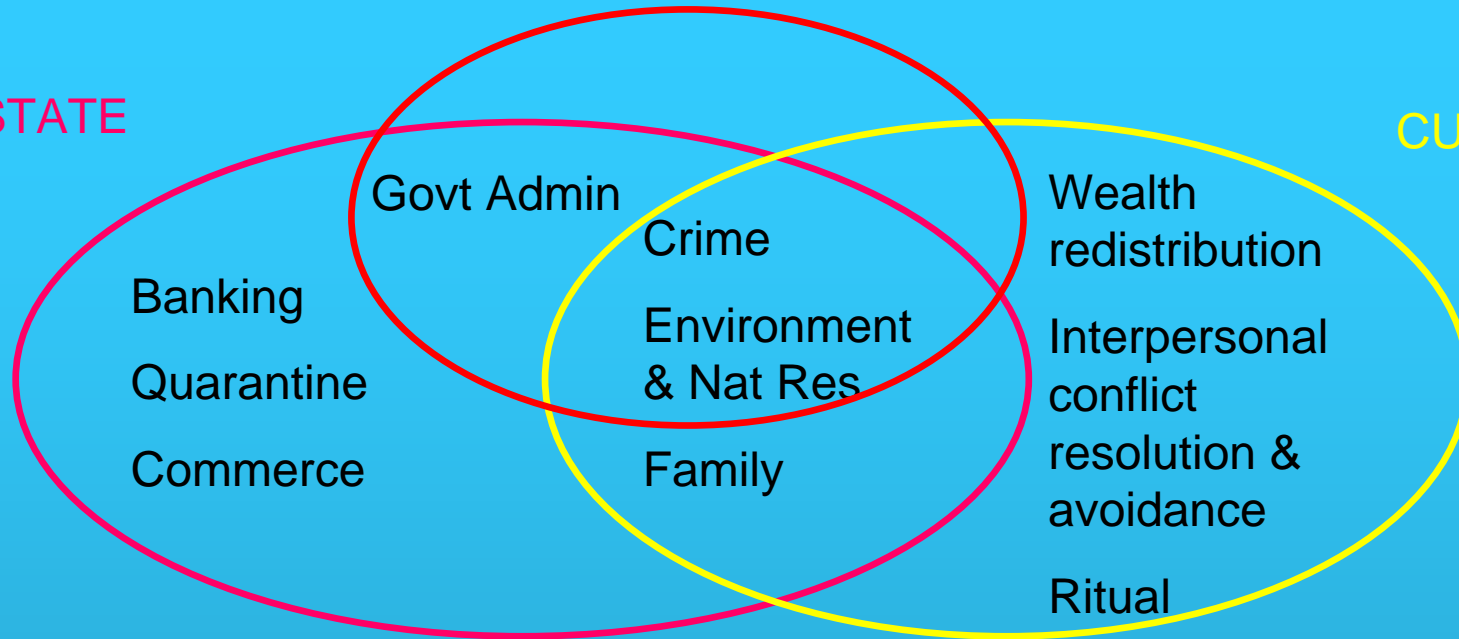 STATE
CU
Govt Admin
Banking
Quarantine
Commerce
Crime
Environment
& Nat Res
Family
Wealth
redistribution
Interpersonal
conflict
resolution &
avoidance
Ritual